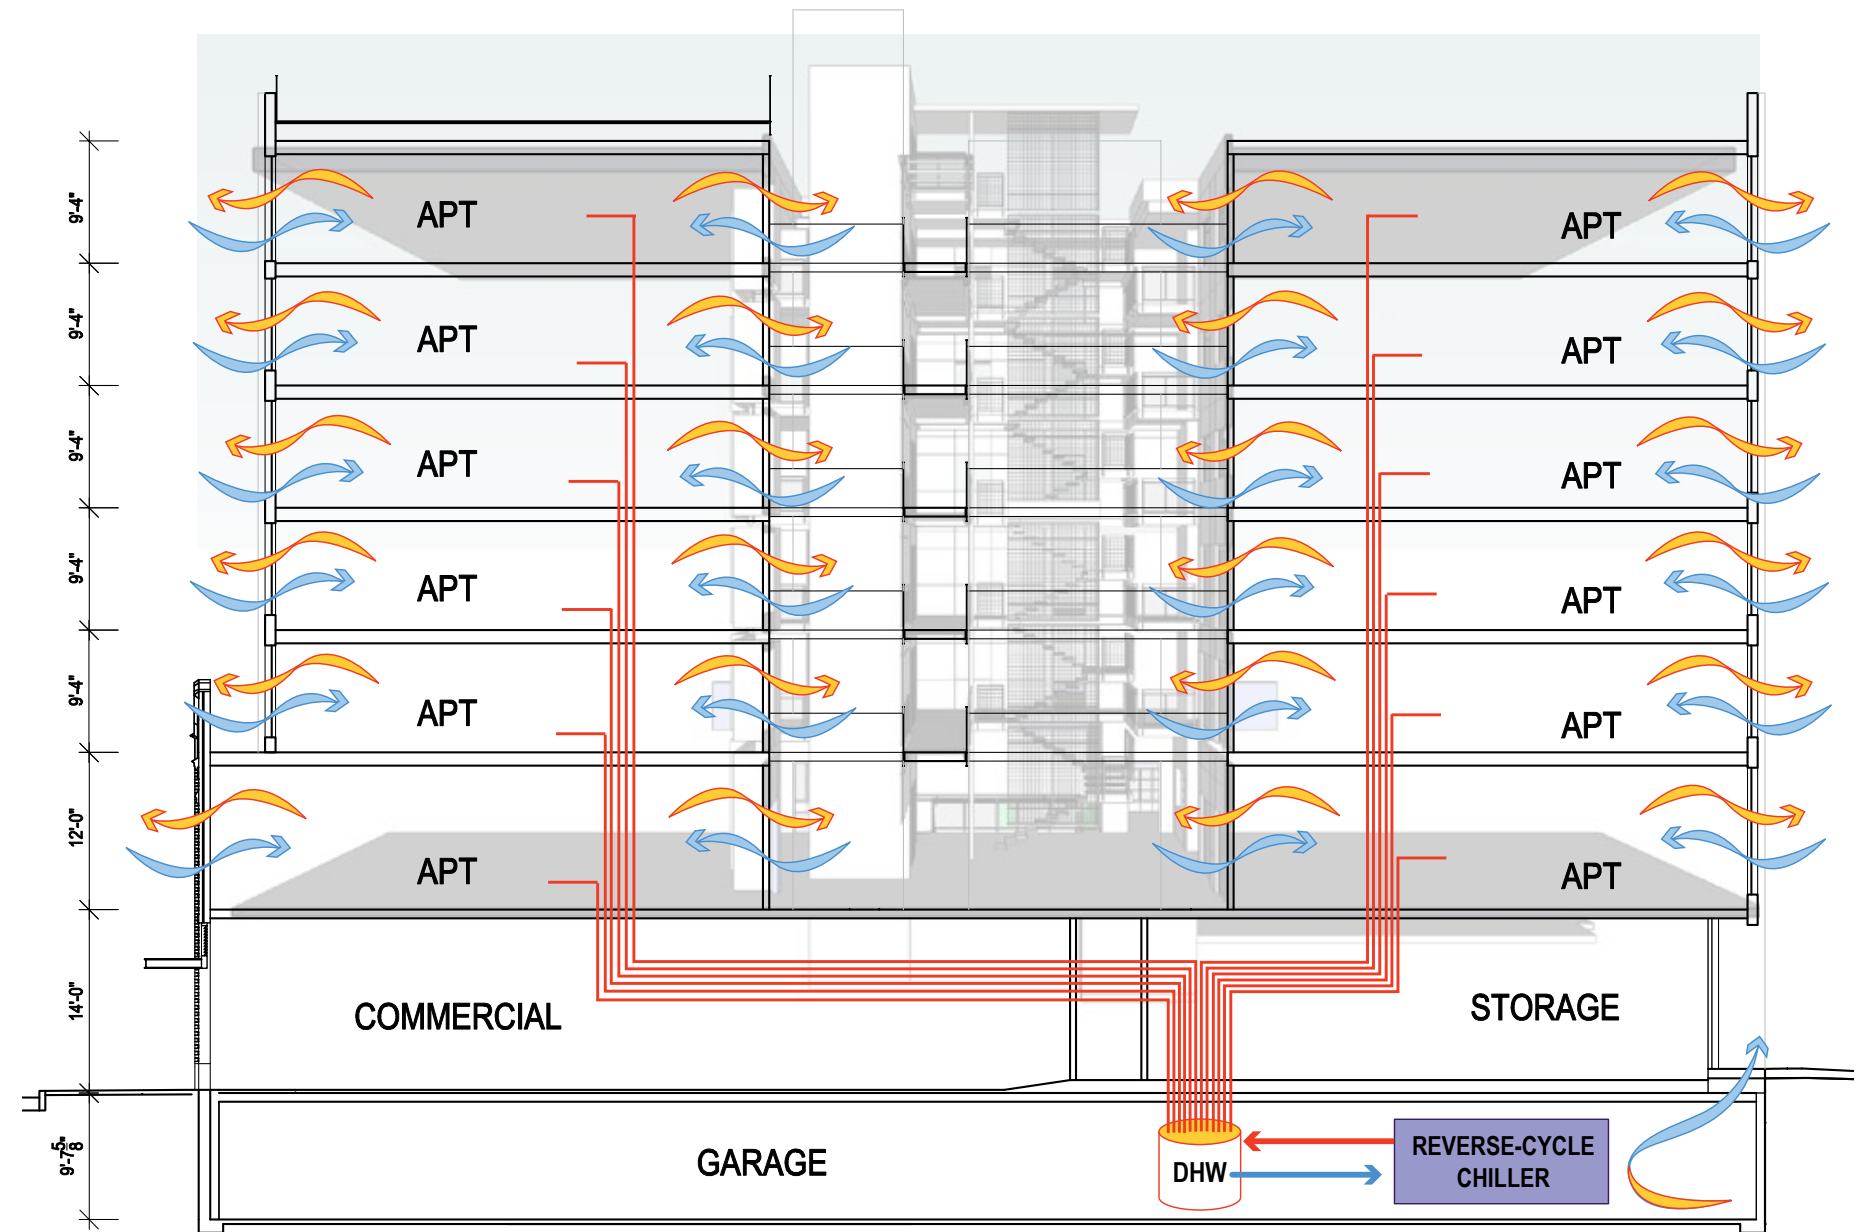 9'-4"
APT
APT
9'-4"
APT
APT
9'-4"
APT
APT
9'-4"
APT
APT
9'-4"
APT
APT
12'-0"
APT
APT
14'-0"
COMMERCIAL
STORAGE
9'-7 5/8"
GARAGE
DHW
REVERSE-CYCLE
CHILLER